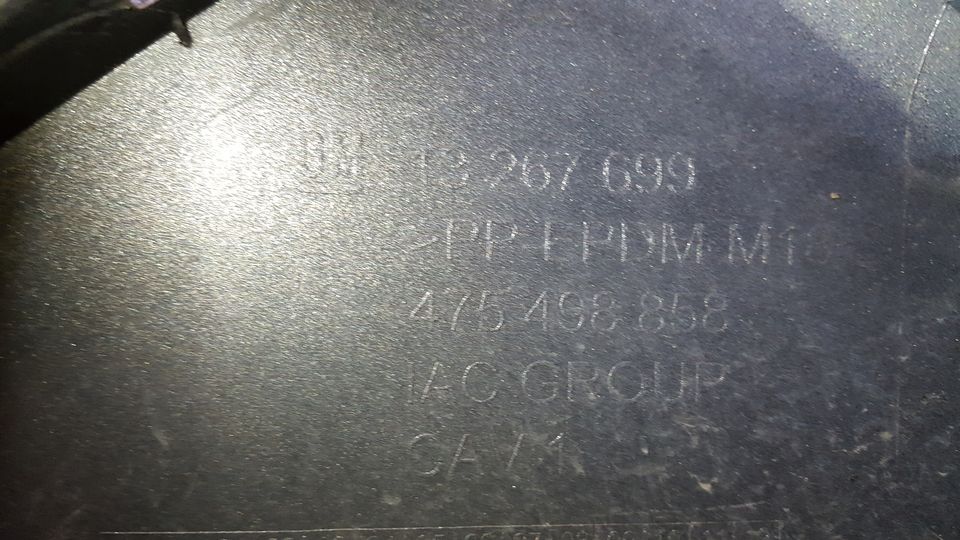 GM 13 267 699
>PP-EPDM-M10
475 498 858
IAC GROUP